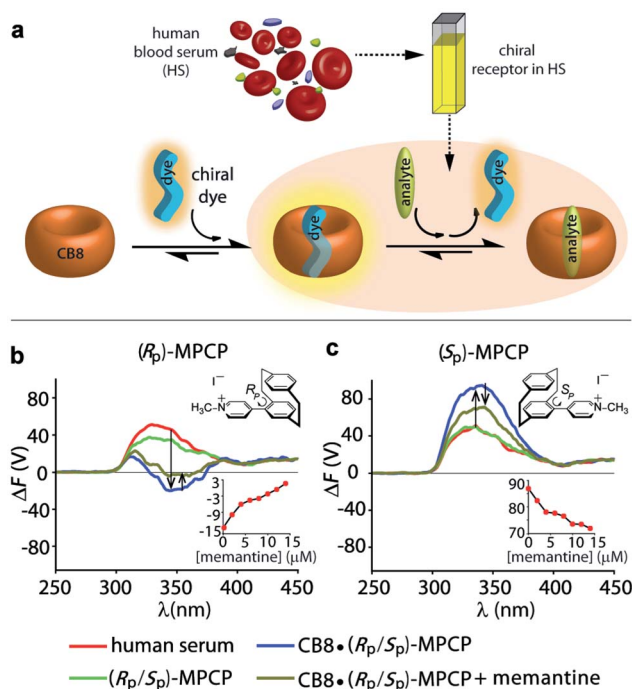 a
human
blood serum
(HS)
chiral
receptor in HS
dye
chiral
dye
analyte
dye
CB8
dye
analyte
b
(Rp)-MPCP
80
40
0
-40
-80
ΔF (V)
250 300 350 400 450
λ(nm)
I−
H3C-N+
Rp
3
-3
-9
-15
0 5 10 15
[memantine] (μM)
c
(Sp)-MPCP
80
40
0
-40
-80
ΔF (V)
250 300 350 400 450
λ (nm)
Sp
I−
N+-CH3
90
80
70
0 5 10 15
[memantine] (μM)
human serum
CB8•(Rp/Sp)-MPCP
(Rp/Sp)-MPCP
CB8•(Rp/Sp)-MPCP+ memantine